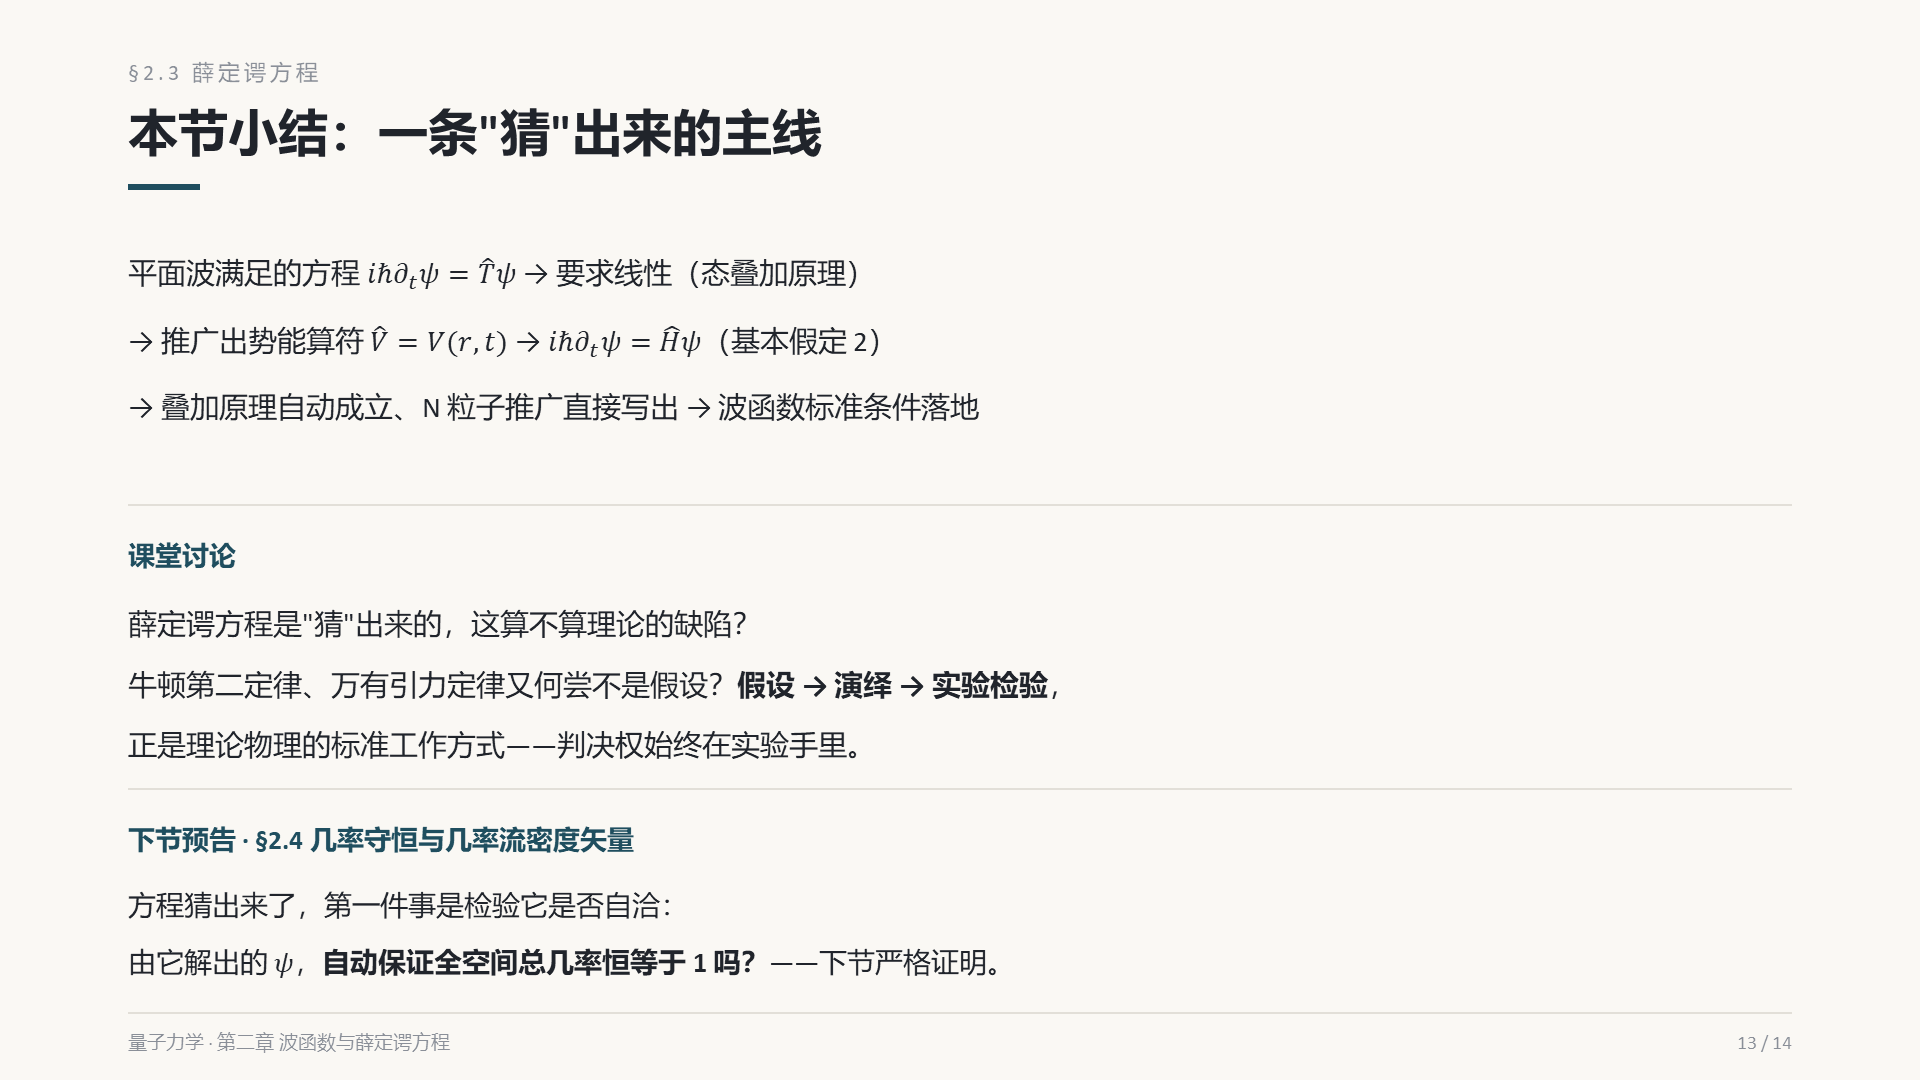 §2.3 薛定谔方程
本节小结：一条"猜"出来的主线
平面波满足的方程 iℏ∂ₜψ = T̂ψ → 要求线性（态叠加原理）
→ 推广出势能算符 V̂ = V(r, t) → iℏ∂ₜψ = Ĥψ（基本假定 2）
→ 叠加原理自动成立、N 粒子推广直接写出 → 波函数标准条件落地
课堂讨论
薛定谔方程是"猜"出来的，这算不算理论的缺陷？
牛顿第二定律、万有引力定律又何尝不是假设？假设 → 演绎 → 实验检验，
正是理论物理的标准工作方式——判决权始终在实验手里。
下节预告 · §2.4 几率守恒与几率流密度矢量
方程猜出来了，第一件事是检验它是否自洽：
由它解出的 ψ，自动保证全空间总几率恒等于 1 吗？——下节严格证明。
量子力学 · 第二章 波函数与薛定谔方程
13 / 14